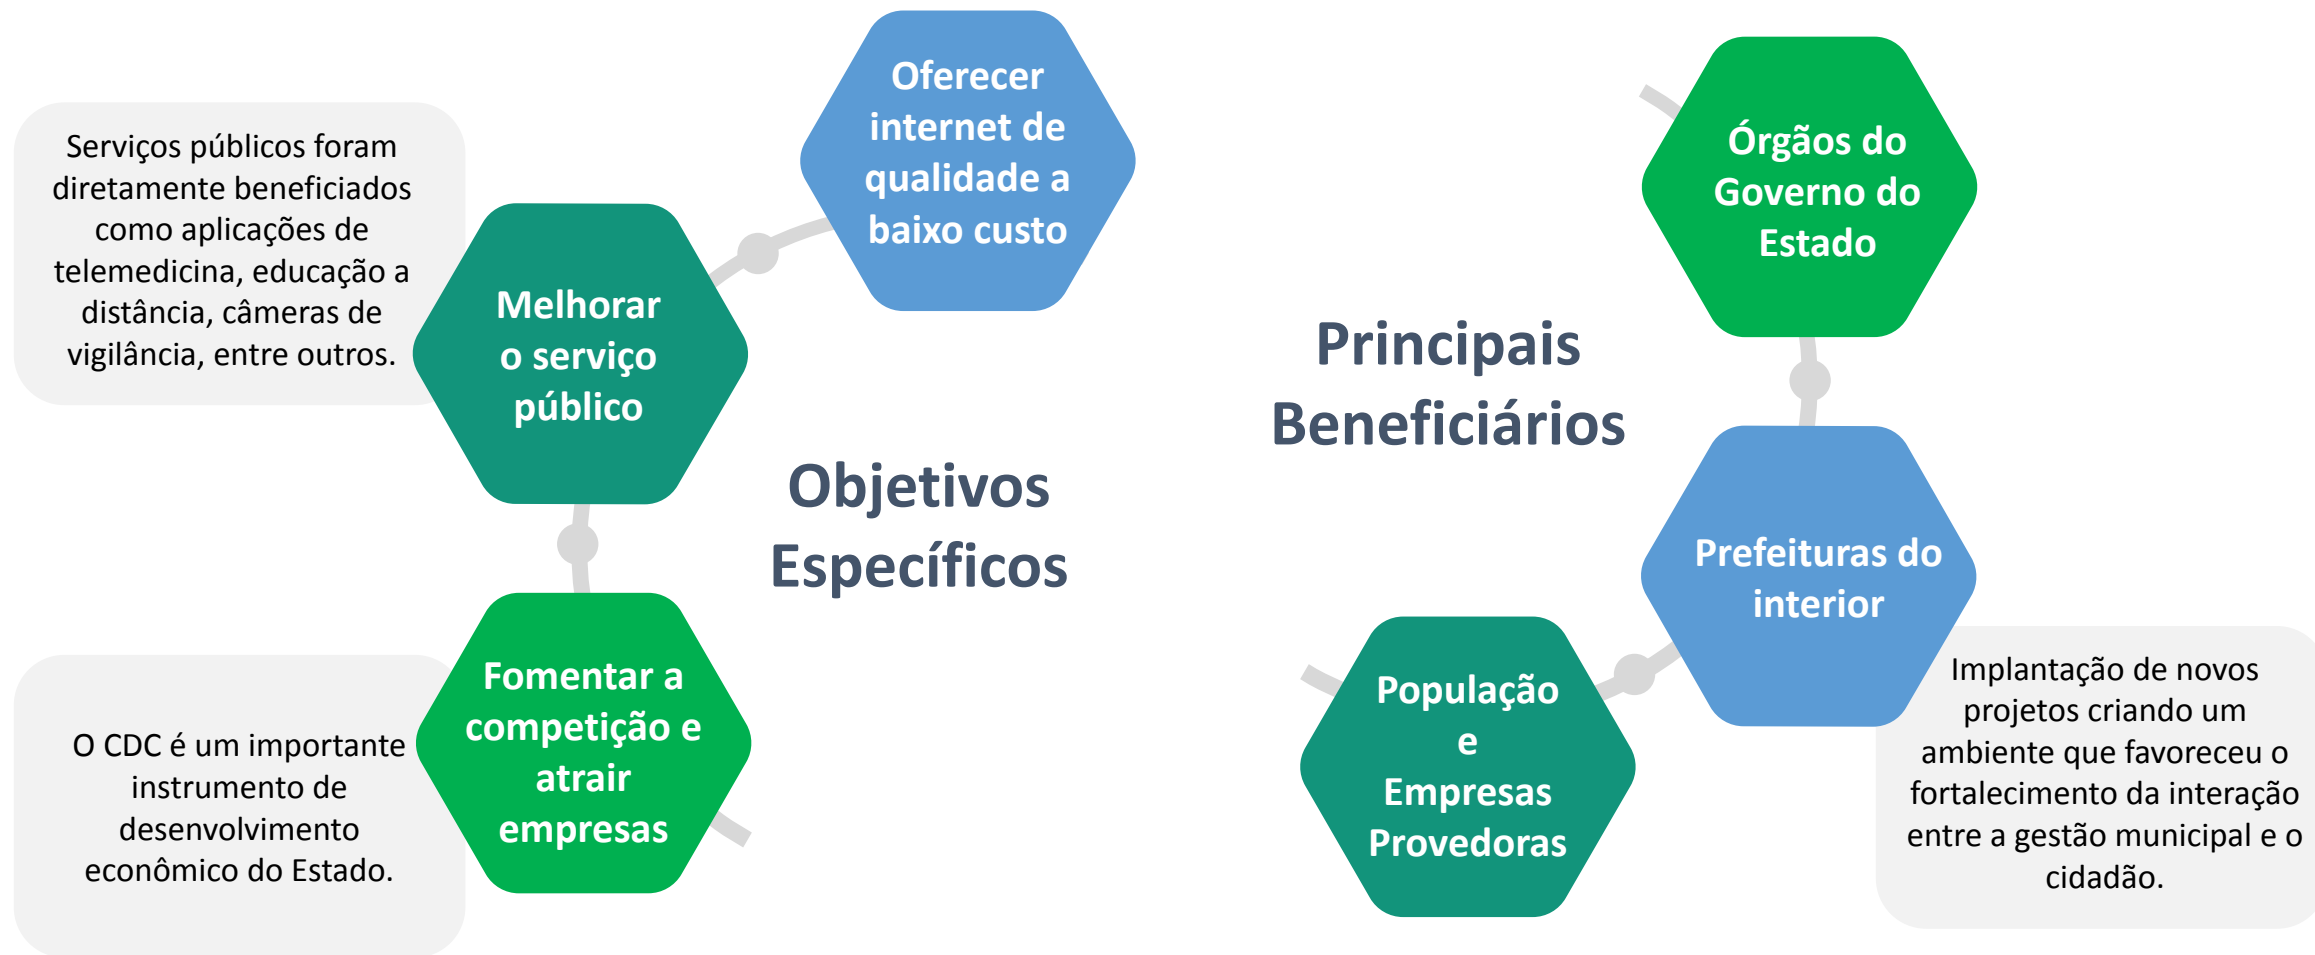 Oferecer
internet de
qualidade a
baixo custo
Serviços públicos foram
diretamente beneficiados
como aplicações de
telemedicina, educação a
distância, câmeras de
vigilância, entre outros.
Melhorar
o serviço
público
Objetivos
Específicos
Fomentar a
competição e
atrair
empresas
O CDC é um importante
instrumento de
desenvolvimento
econômico do Estado.
Órgãos do
Governo do
Estado
Principais
Beneficiários
Prefeituras do
interior
População
e
Empresas
Provedoras
Implantação de novos
projetos criando um
ambiente que favoreceu o
fortalecimento da interação
entre a gestão municipal e o
cidadão.